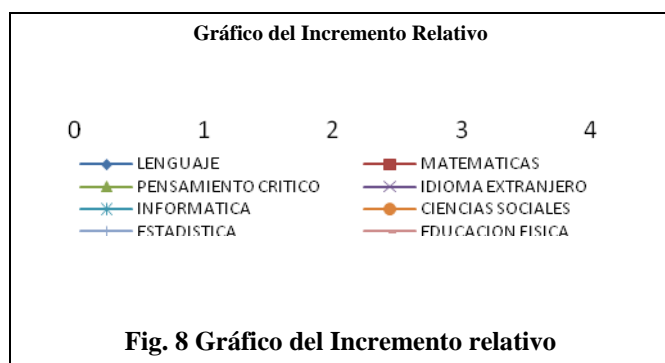 Gráfico del Incremento Relativo
0 1 2 3 4
LENGUAJE MATEMATICAS
PENSAMIENTO CRITICO IDIOMA EXTRANJERO
INFORMATICA CIENCIAS SOCIALES
ESTADISTICA EDUCACION FISICA
Fig. 8 Gráfico del Incremento relativo